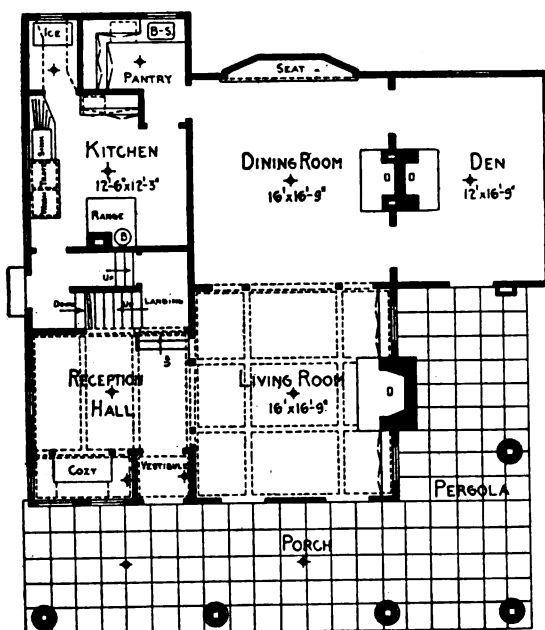 ICE
B-S.
PANTRY
SEAT
KITCHEN
12'-6"X12'-3"
SINK
DINING ROOM
16'X16'-9"
DEN
12'X16'-9"
RANGE
B
UP
DOWN
UP
LANDING
S
RECEPTION
HALL
LIVING ROOM
16'X16'-9"
COZY
VESTIBULE
PERGOLA
PORCH